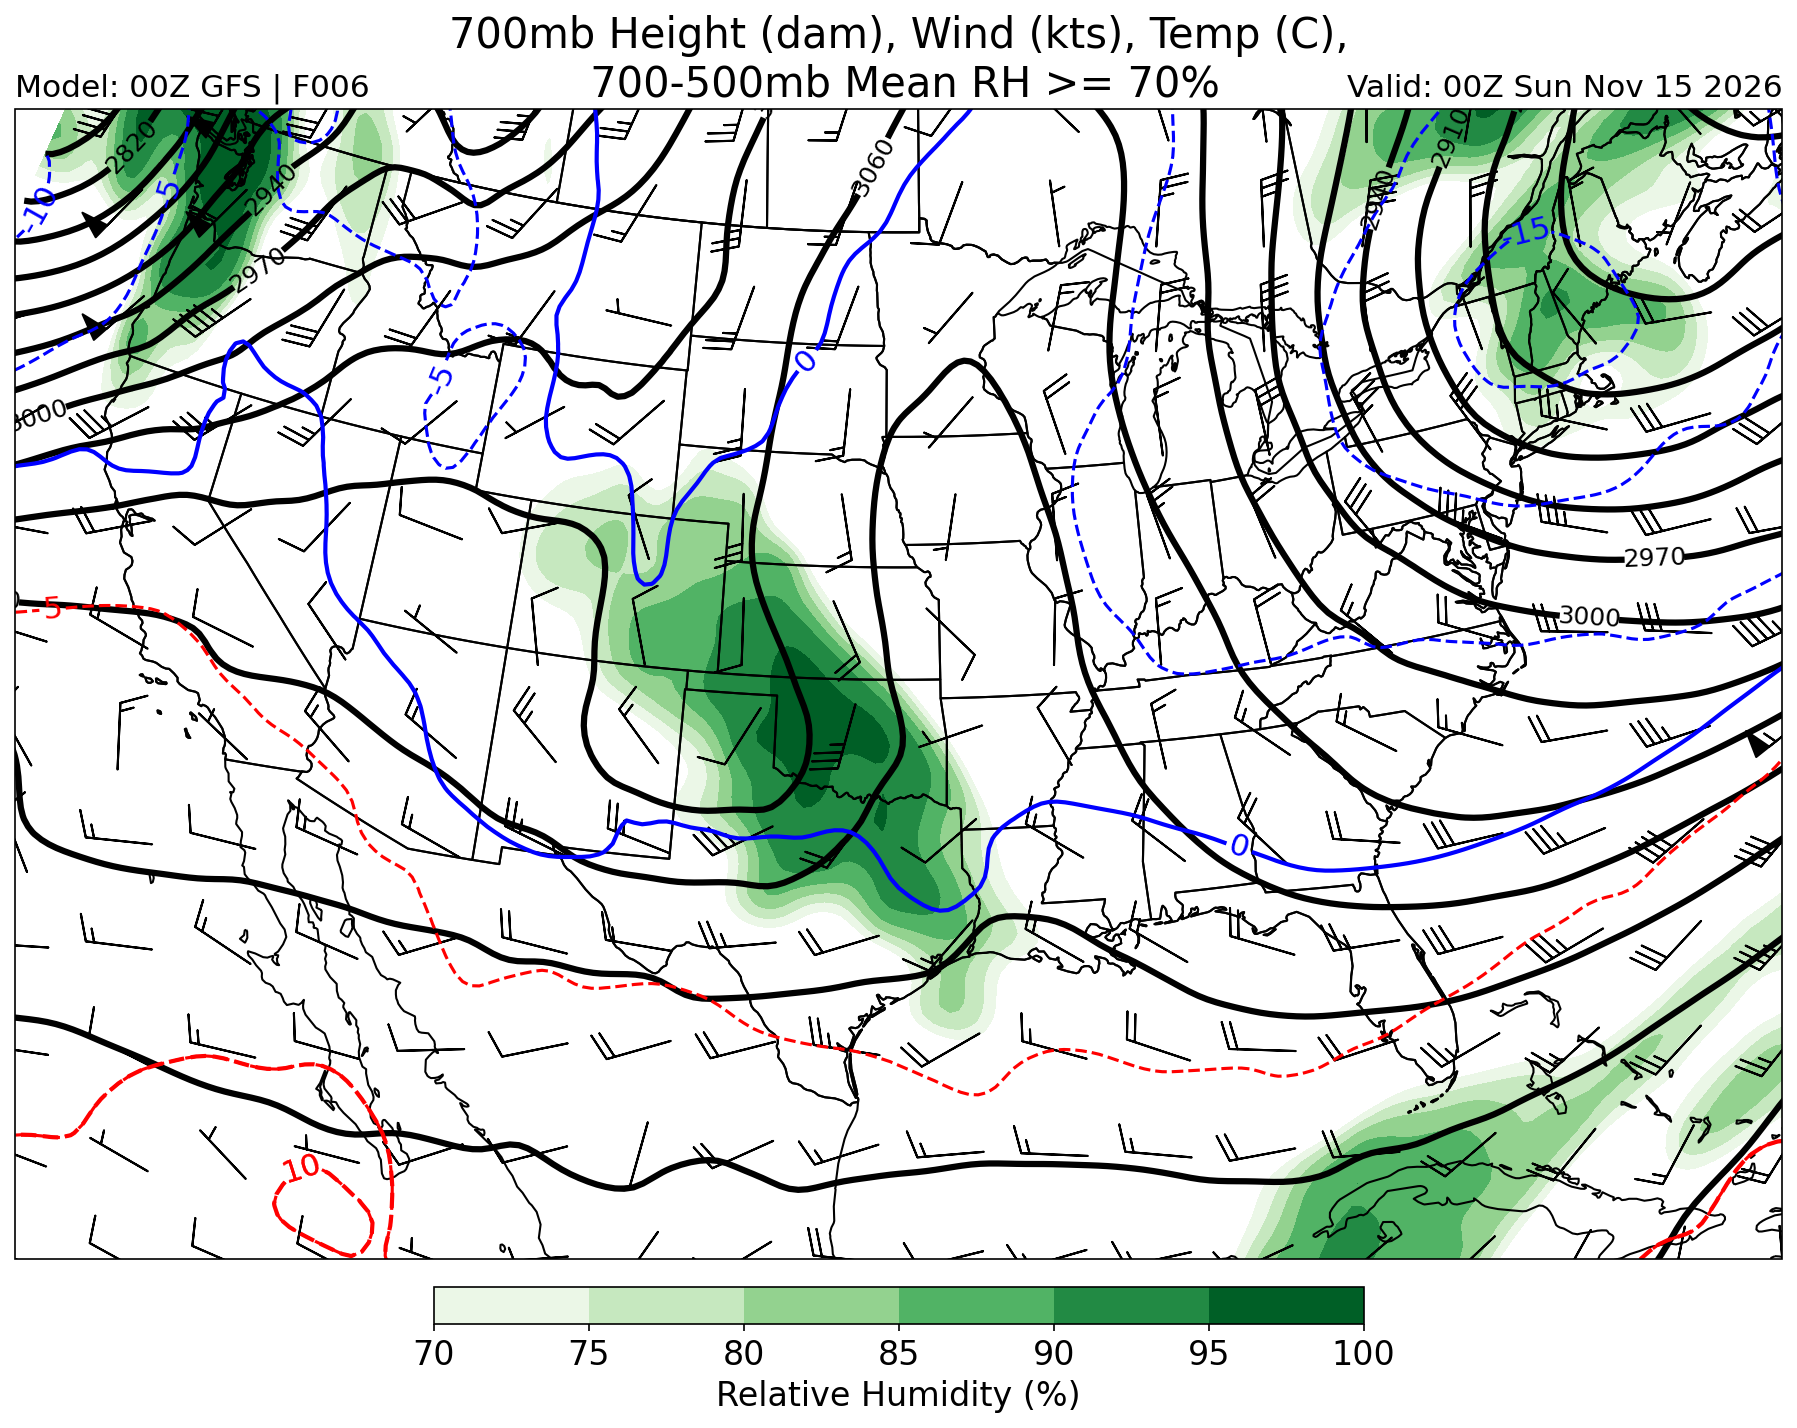 700mb Height (dam), Wind (kts), Temp (C),
700-500mb Mean RH >= 70%
Model: 00Z GFS | F006
Valid: 00Z Sun Nov 15 2026
2820
2940
2970
3000
3060
2910
2940
2970
3000
-10
-5
-5
-15
0
0
5
10
70 75 80 85 90 95 100
Relative Humidity (%)